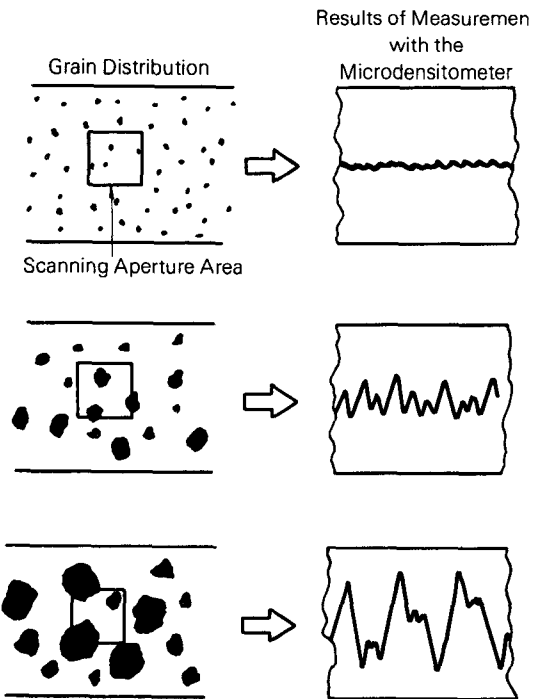 Results of Measuremen
with the
Microdensitometer
Grain Distribution
Scanning Aperture Area